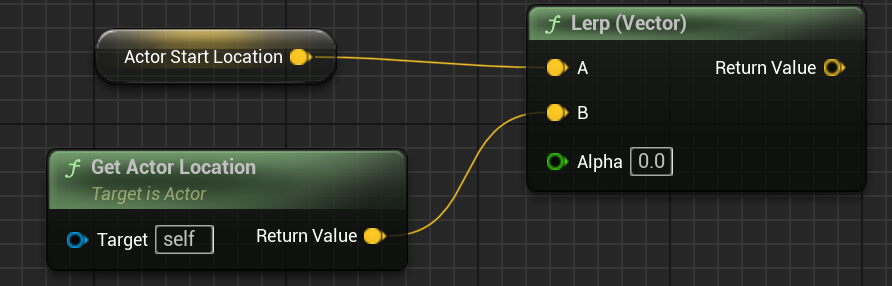 Actor Start Location
f Lerp (Vector)
A
Return Value
B
Alpha 0.0
f Get Actor Location
Target is Actor
Target self
Return Value